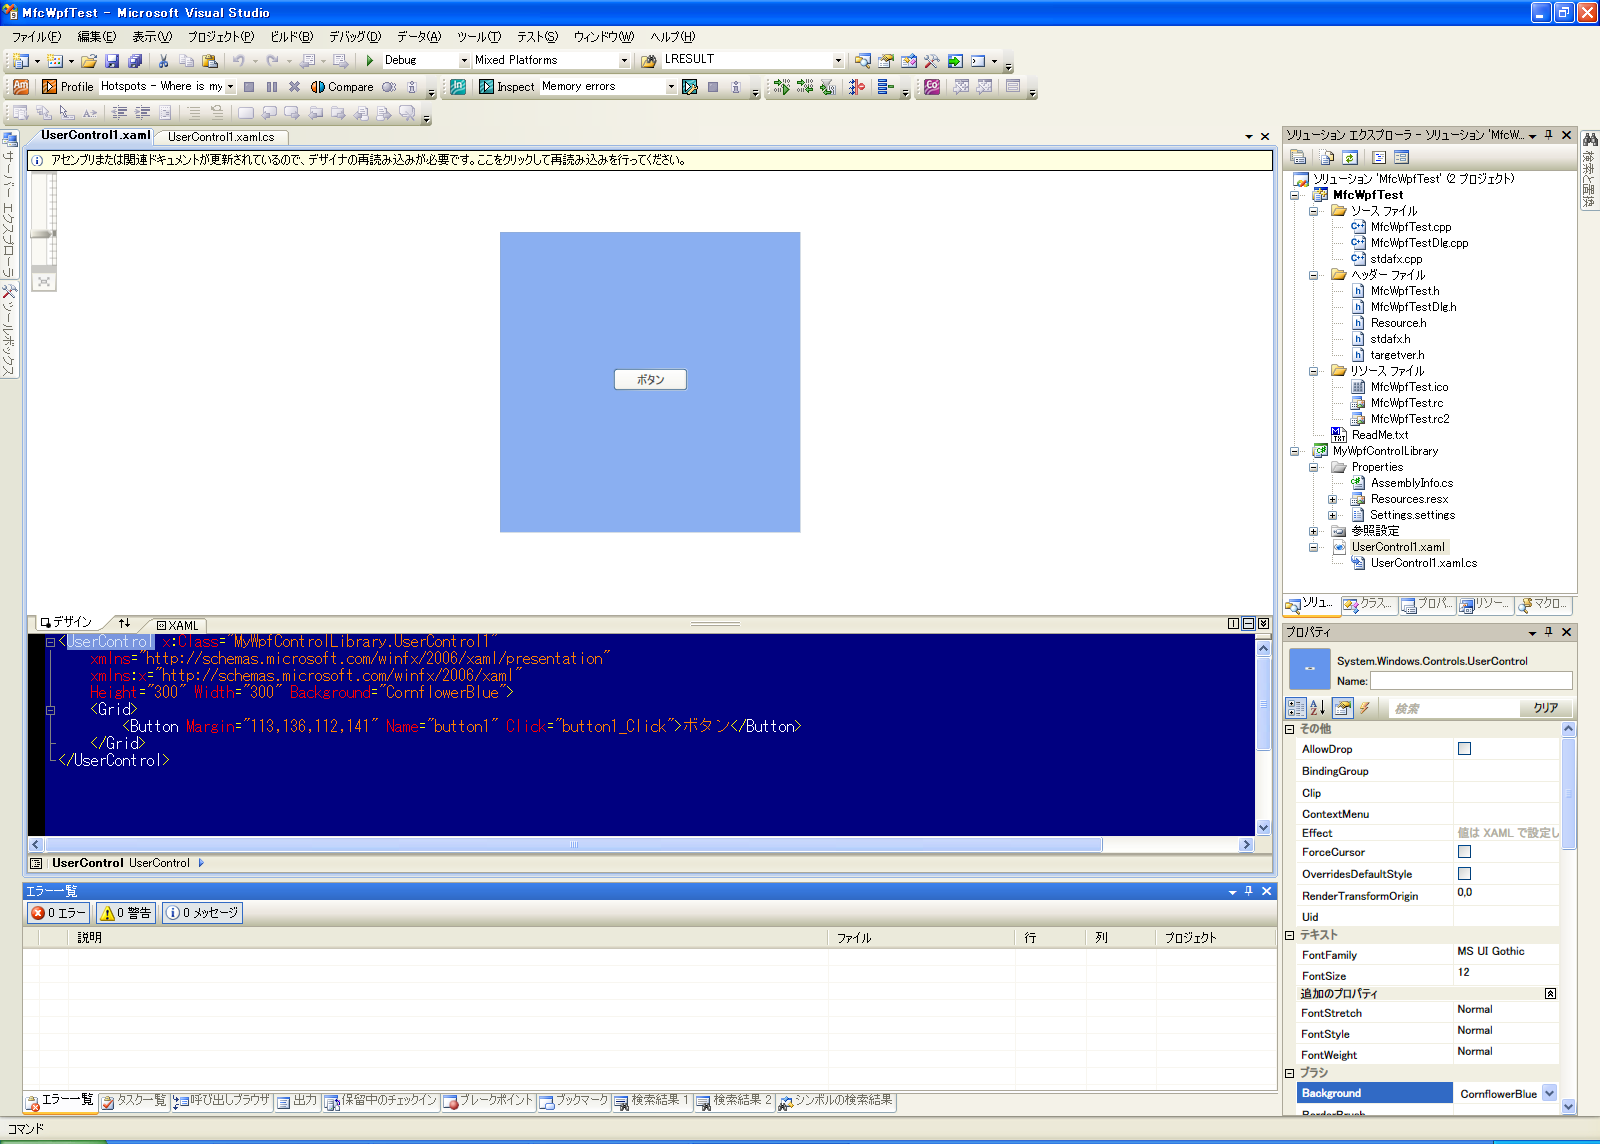 MfcWpfTest - Microsoft Visual Studio
ファイル(F) 編集(E) 表示(V) プロジェクト(P) ビルド(B) デバッグ(D) データ(A) ツール(T) テスト(S) ウィンドウ(W) ヘルプ(H)
Debug Mixed Platforms LRESULT
Profile Hotspots - Where is my Compare Inspect Memory errors
UserControl1.xaml UserControl1.xaml.cs
アセンブリまたは関連ドキュメントが更新されているので、デザイナの再読み込みが必要です。ここをクリックして再読み込みを行ってください。
サーバー エクスプローラ
ツールボックス
ボタン
デザイン XAML
<UserControl x:Class="MyWpfControlLibrary.UserControl1"
xmlns="http://schemas.microsoft.com/winfx/2006/xaml/presentation"
xmlns:x="http://schemas.microsoft.com/winfx/2006/xaml"
Height="300" Width="300" Background="CornflowerBlue">
<Grid>
<Button Margin="113,136,112,141" Name="button1" Click="button1_Click">ボタン</Button>
</Grid>
</UserControl>
UserControl UserControl
エラー一覧
0 エラー 0 警告 0 メッセージ
説明 ファイル 行 列 プロジェクト
エラー一覧 タスク一覧 呼び出しブラウザ 出力 保留中のチェックイン ブレークポイント ブックマーク 検索結果 1 検索結果 2 シンボルの検索結果
コマンド
ソリューション エクスプローラ - ソリューション 'MfcW...
ソリューション 'MfcWpfTest' (2 プロジェクト)
MfcWpfTest
ソース ファイル
MfcWpfTest.cpp
MfcWpfTestDlg.cpp
stdafx.cpp
ヘッダー ファイル
MfcWpfTest.h
MfcWpfTestDlg.h
Resource.h
stdafx.h
targetver.h
リソース ファイル
MfcWpfTest.ico
MfcWpfTest.rc
MfcWpfTest.rc2
ReadMe.txt
MyWpfControlLibrary
Properties
AssemblyInfo.cs
Resources.resx
Settings.settings
参照設定
UserControl1.xaml
UserControl1.xaml.cs
ソリュ... クラス... プロパ... リソー... マクロ...
検索と置換
プロパティ
System.Windows.Controls.UserControl
Name:
検索 クリア
その他
AllowDrop
BindingGroup
Clip
ContextMenu
Effect 値は XAML で設定し
ForceCursor
OverridesDefaultStyle
RenderTransformOrigin 0,0
Uid
テキスト
FontFamily MS UI Gothic
FontSize 12
追加のプロパティ
FontStretch Normal
FontStyle Normal
FontWeight Normal
ブラシ
Background CornflowerBlue
BorderBrush